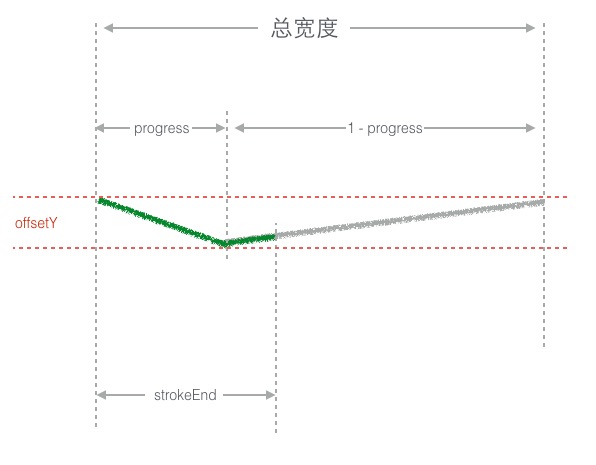 总宽度
progress
1 - progress
offsetY
strokeEnd